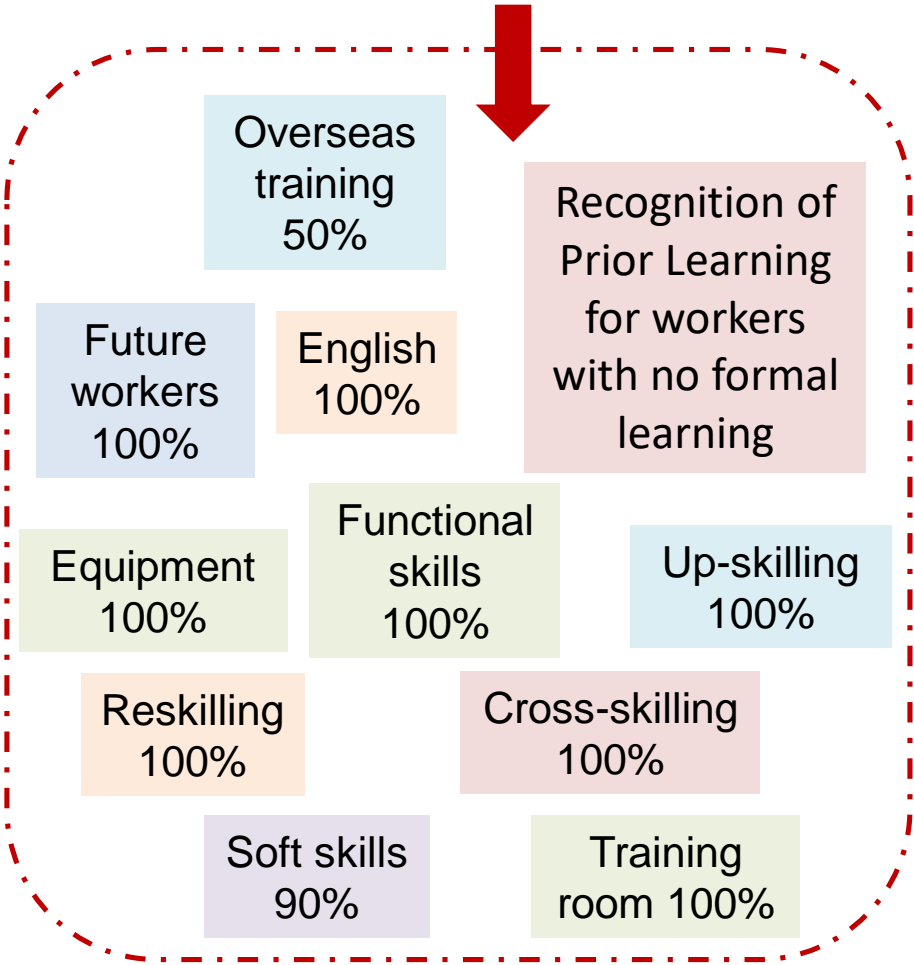 Overseas
training
50%
Recognition of
Prior Learning
for workers
with no formal
learning
Future
workers
100%
English
100%
Functional
skills
100%
Equipment
100%
Up-skilling
100%
Reskilling
100%
Cross-skilling
100%
Soft skills
90%
Training
room 100%